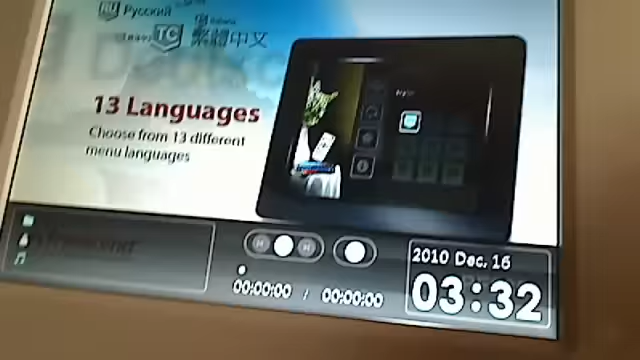 RU Русский
TC 繁體中文
13 Languages
Choose from 13 different
menu languages
2010 Dec. 16
03:32
00:00:00 / 00:00:00